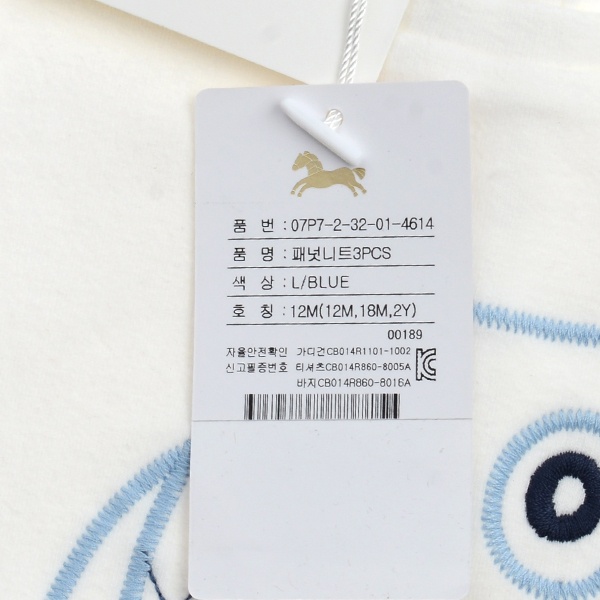 품 번 : 07P7-2-32-01-4614
품 명 : 패넛니트3PCS
색 상 : L/BLUE
호 칭 : 12M(12M,18M,2Y)
00189
자율안전확인 가디건CB014R1101-1002
신고필증번호 티셔츠CB014R860-8005A
바지CB014R860-8016A